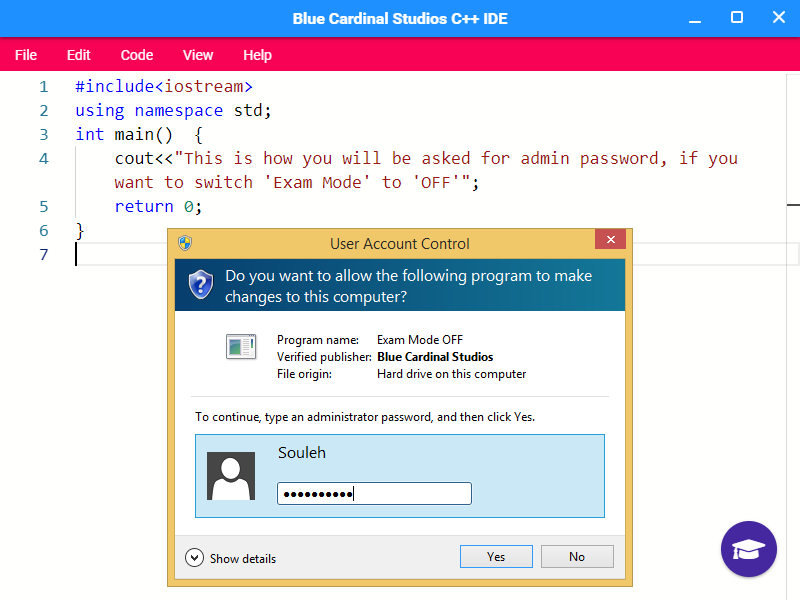 Blue Cardinal Studios C++ IDE
File Edit Code View Help
1 #include<iostream>
2 using namespace std;
3 int main() {
4 cout<<"This is how you will be asked for admin password, if you
want to switch 'Exam Mode' to 'OFF'";
5 return 0;
6 }
7
User Account Control
Do you want to allow the following program to make
changes to this computer?
Program name: Exam Mode OFF
Verified publisher: Blue Cardinal Studios
File origin: Hard drive on this computer
To continue, type an administrator password, and then click Yes.
Souleh
••••••••••
Show details Yes No